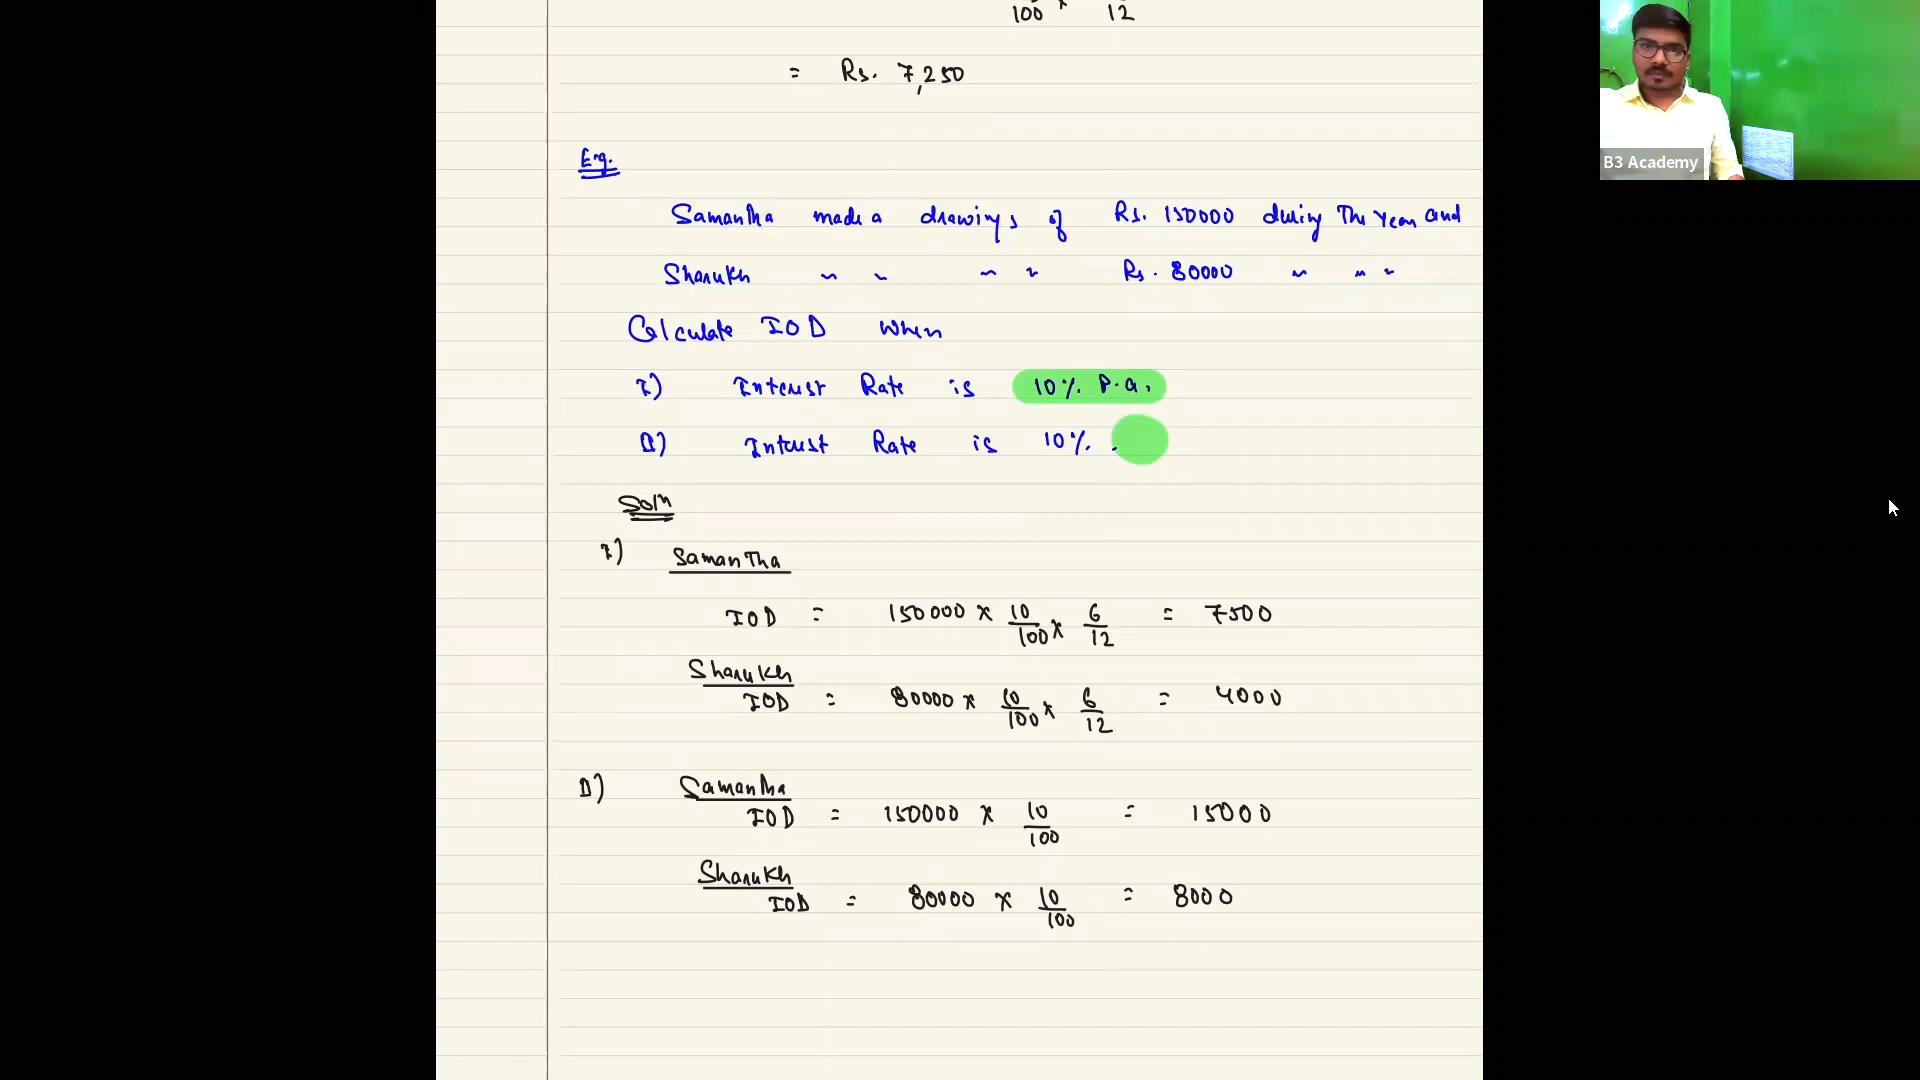 100 × 12
= Rs. 7,250
E.g.
Samantha made a drawings of Rs. 150000 during The Year and
Sharukh " " " " Rs. 80000 " " "
Calculate IOD When
I) Interest Rate is 10% P.a.
II) Interest Rate is 10%.
Soln
I) Samantha
IOD = 150000 × 10/100 × 6/12 = 7500
Sharukh
IOD = 80000 × 10/100 × 6/12 = 4000
II) Samantha
IOD = 150000 × 10/100 = 15000
Sharukh
IOD = 80000 × 10/100 = 8000
B3 Academy